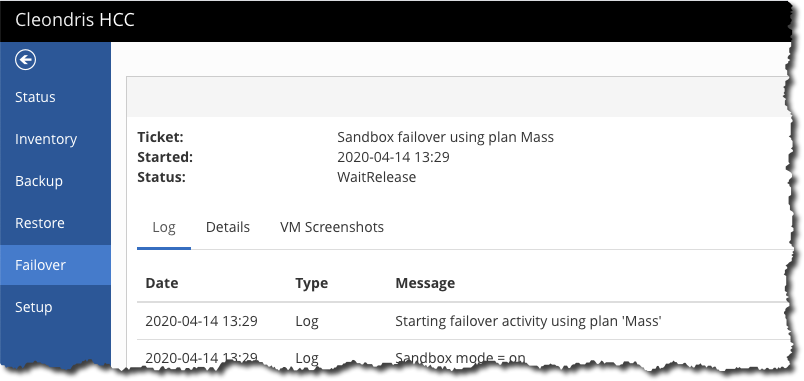 Cleondris HCC
Status
Inventory
Backup
Restore
Failover
Setup
Ticket: Sandbox failover using plan Mass
Started: 2020-04-14 13:29
Status: WaitRelease
Log Details VM Screenshots
Date Type Message
2020-04-14 13:29 Log Starting failover activity using plan 'Mass'
2020-04-14 13:29 Log Sandbox mode = on